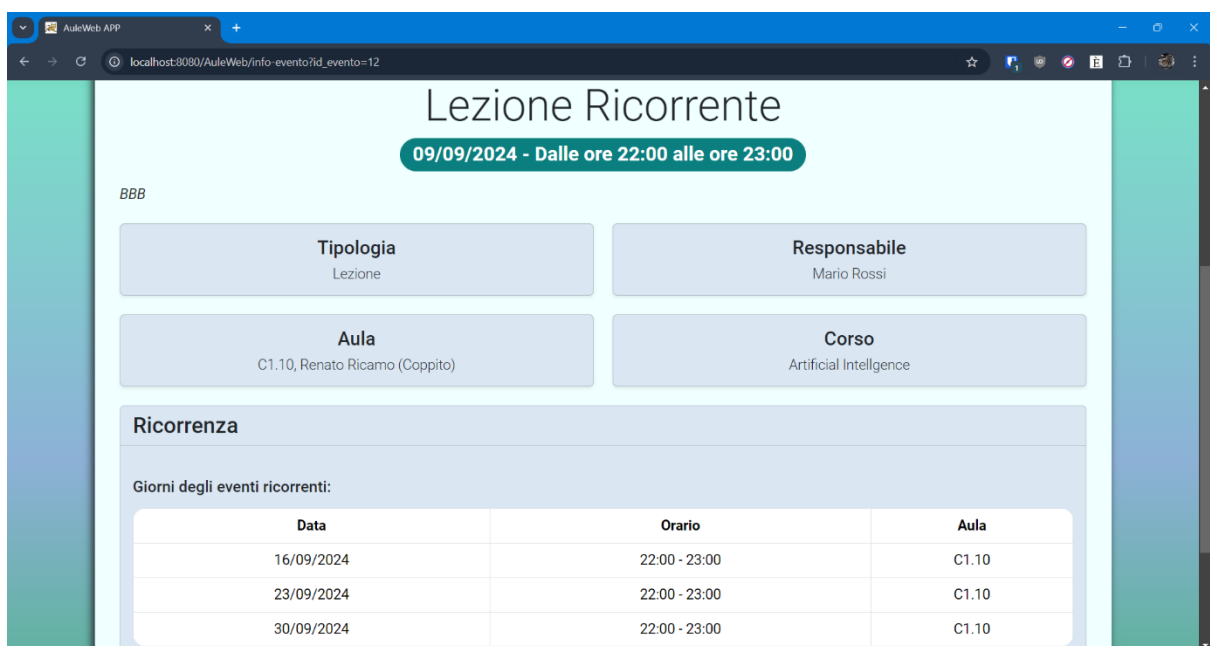 AuleWeb APP
localhost:8080/AuleWeb/info-evento?id_evento=12
Lezione Ricorrente
09/09/2024 - Dalle ore 22:00 alle ore 23:00
BBB
Tipologia
Lezione
Responsabile
Mario Rossi
Aula
C1.10, Renato Ricamo (Coppito)
Corso
Artificial Intellgence
Ricorrenza
Giorni degli eventi ricorrenti:
Data Orario Aula
16/09/2024 22:00 - 23:00 C1.10
23/09/2024 22:00 - 23:00 C1.10
30/09/2024 22:00 - 23:00 C1.10